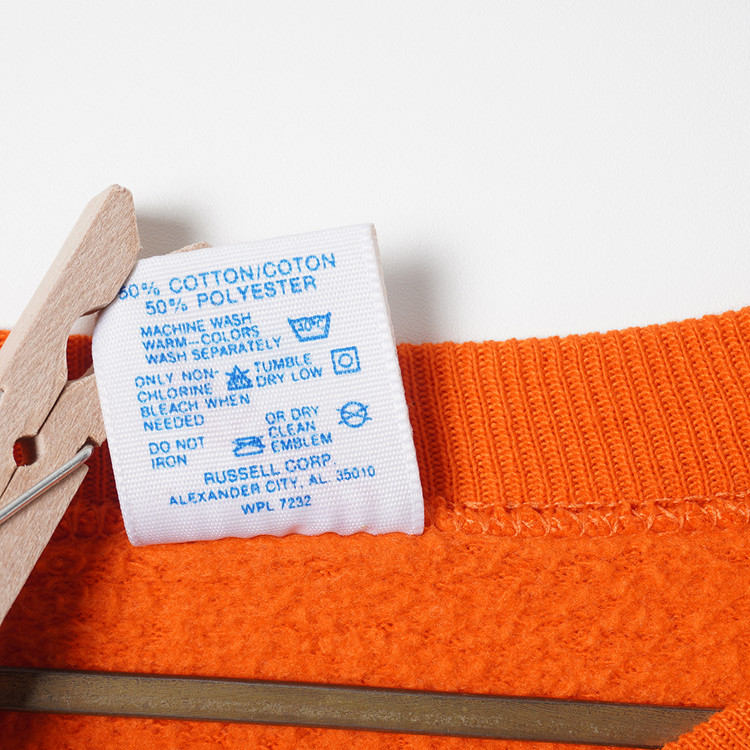 50% COTTON/COTON
50% POLYESTER
MACHINE WASH
WARM-COLORS
WASH SEPARATELY
30°
ONLY NON-
CHLORINE
BLEACH WHEN
NEEDED
TUMBLE
DRY LOW
DO NOT
IRON
OR DRY
CLEAN
EMBLEM
RUSSELL CORP.
ALEXANDER CITY, AL. 35010
WPL 7232